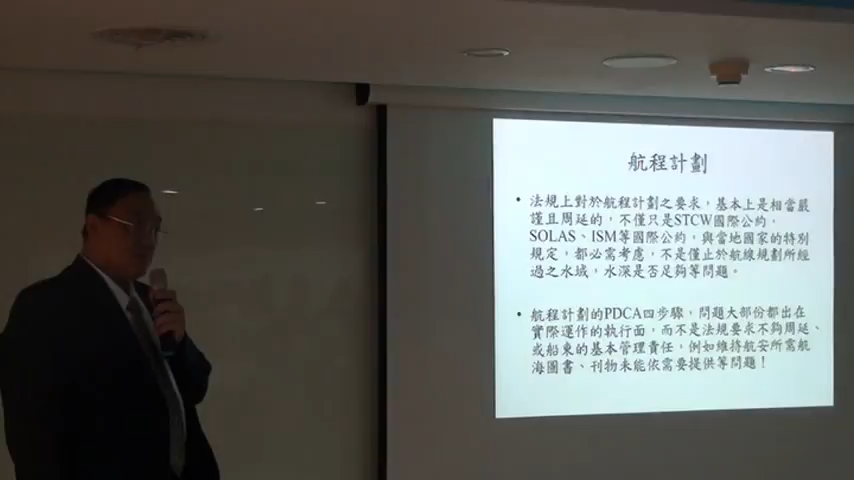 航程計劃
• 法規上對於航程計劃之要求，基本上是相當嚴
謹且周延的，不僅只是STCW國際公約，
SOLAS、ISM等國際公約，與當地國家的特別
規定，都必需考慮，不是僅止於航線規劃所經
過之水域，水深是否足夠等問題。
• 航程計劃的PDCA四步驟，問題大部份都出在
實際運作的執行面，而不是法規要求不夠周延、
或船東的基本管理責任，例如維持航安所需航
海圖書、刊物未能依需要提供等問題！